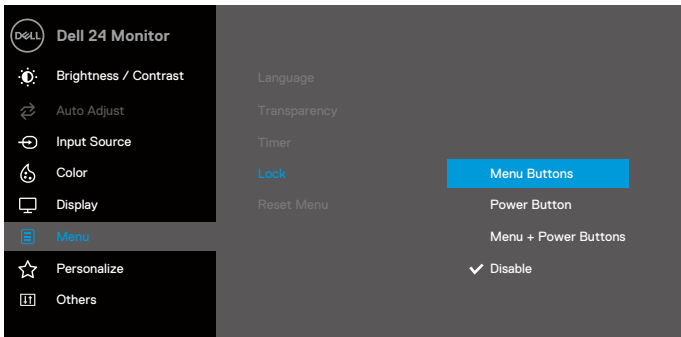 DELL Dell 24 Monitor
Brightness / Contrast
Language
Auto Adjust
Transparency
Input Source
Timer
Color
Lock
Menu Buttons
Display
Reset Menu
Power Button
Menu
Menu + Power Buttons
Personalize
Disable
Others